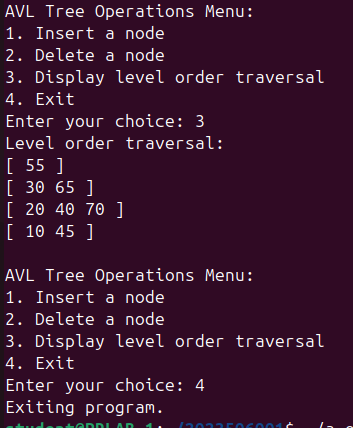 AVL Tree Operations Menu:
1. Insert a node
2. Delete a node
3. Display level order traversal
4. Exit
Enter your choice: 3
Level order traversal:
[ 55 ]
[ 30 65 ]
[ 20 40 70 ]
[ 10 45 ]
AVL Tree Operations Menu:
1. Insert a node
2. Delete a node
3. Display level order traversal
4. Exit
Enter your choice: 4
Exiting program.